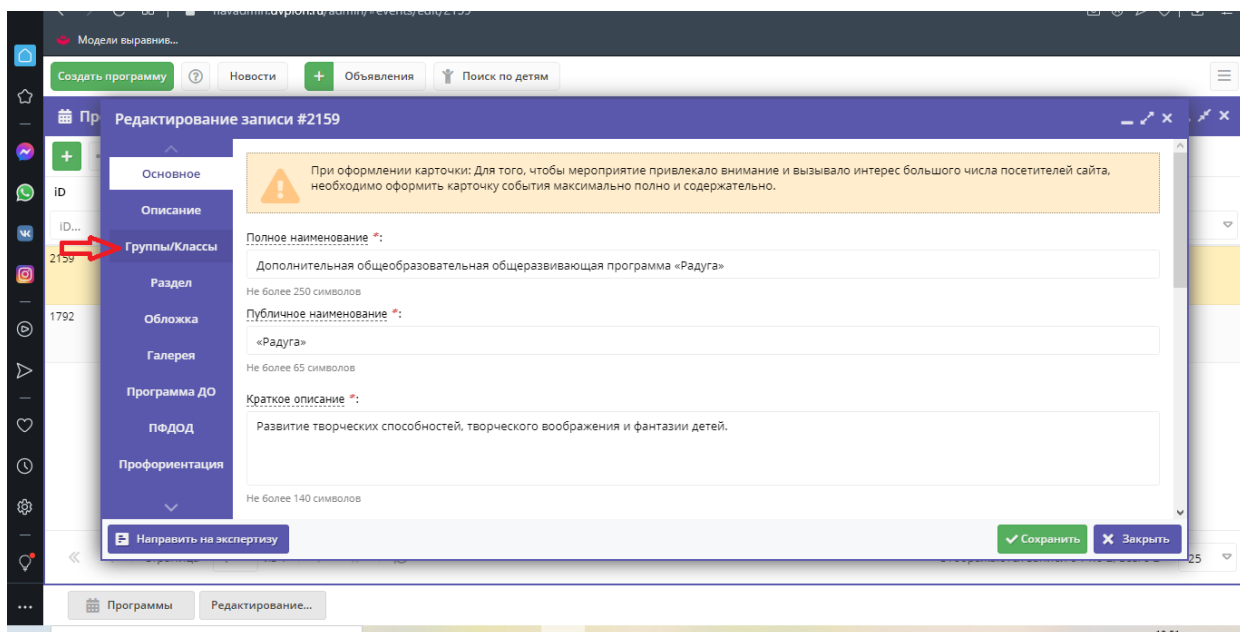 Модели выравнив...
Создать программу
?
Новости
+ Объявления
Поиск по детям
Пр
Редактирование записи #2159
+
iD
iD...
2159
1792
Основное
Описание
Группы/Классы
Раздел
Обложка
Галерея
Программа ДО
ПФДОД
Профориентация
При оформлении карточки: Для того, чтобы мероприятие привлекало внимание и вызывало интерес большого числа посетителей сайта,
необходимо оформить карточку события максимально полно и содержательно.
Полное наименование *:
Дополнительная общеобразовательная общеразвивающая программа «Радуга»
Не более 250 символов
Публичное наименование *:
«Радуга»
Не более 65 символов
Краткое описание *:
Развитие творческих способностей, творческого воображения и фантазии детей.
Не более 140 символов
Направить на экспертизу
Сохранить
Закрыть
25
Программы
Редактирование...